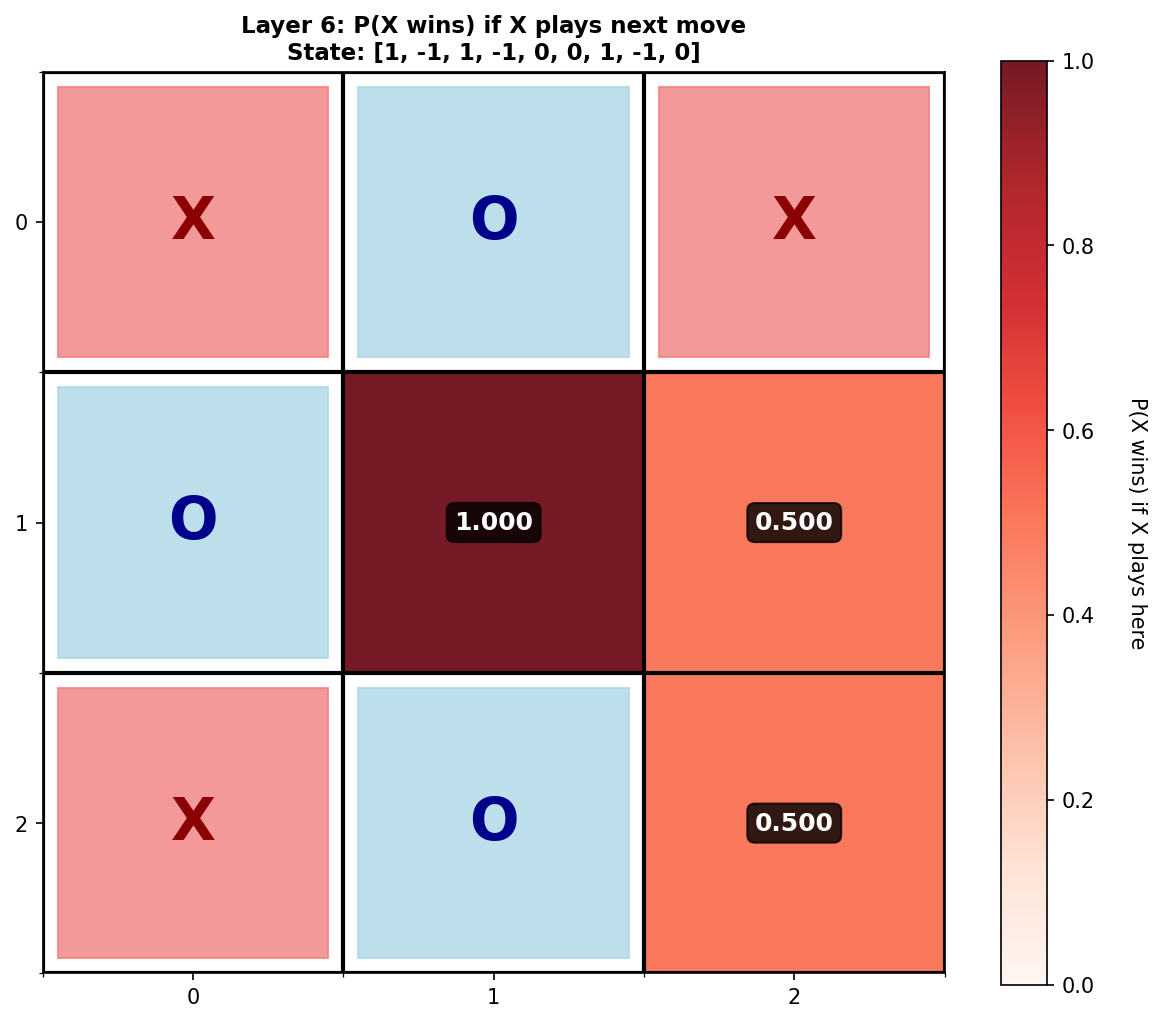 Layer 6: P(X wins) if X plays next move
State: [1, -1, 1, -1, 0, 0, 1, -1, 0]
X
O
X
0
O
1.000
0.500
1
X
O
0.500
2
0
1
2
1.0
0.8
0.6
0.4
0.2
0.0
P(X wins) if X plays here